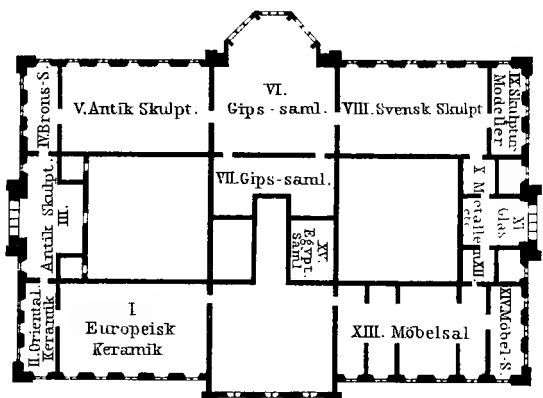 IV. Brons-S.
V. Antik Skulpt.
VI.
Gips-saml.
VIII. Svensk Skulpt
IX. Skulptur-
Modeller
Antik Skulpt.
III.
VII. Gips-saml.
XV.
Egypt.
Saml
X Metaller
etc
XI
Glas
XII.
II. Oriental.
Keramik
I
Europeisk
Keramik
XIII. Möbelsal
XIV. Möbel-S.